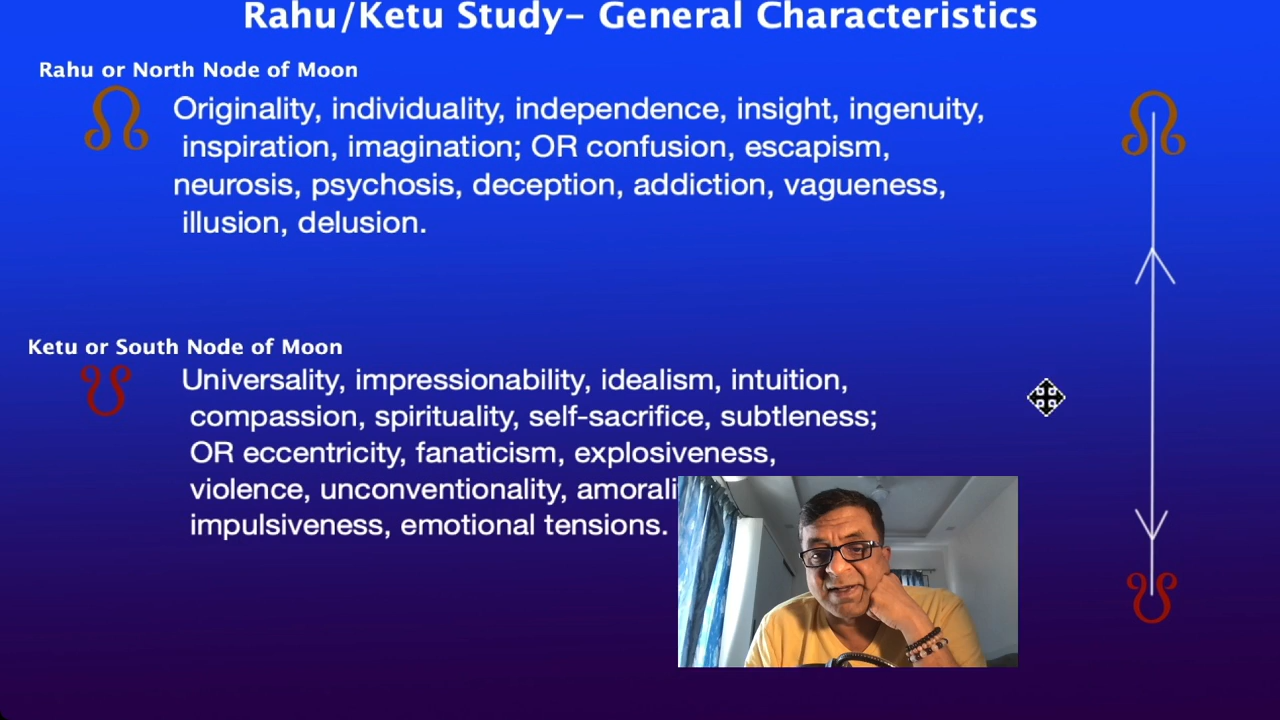 Rahu/Ketu Study– General Characteristics
Rahu or North Node of Moon
Originality, individuality, independence, insight, ingenuity,
inspiration, imagination; OR confusion, escapism,
neurosis, psychosis, deception, addiction, vagueness,
illusion, delusion.
Ketu or South Node of Moon
Universality, impressionability, idealism, intuition,
compassion, spirituality, self-sacrifice, subtleness;
OR eccentricity, fanaticism, explosiveness,
violence, unconventionality,
impulsiveness, emotional tensions.